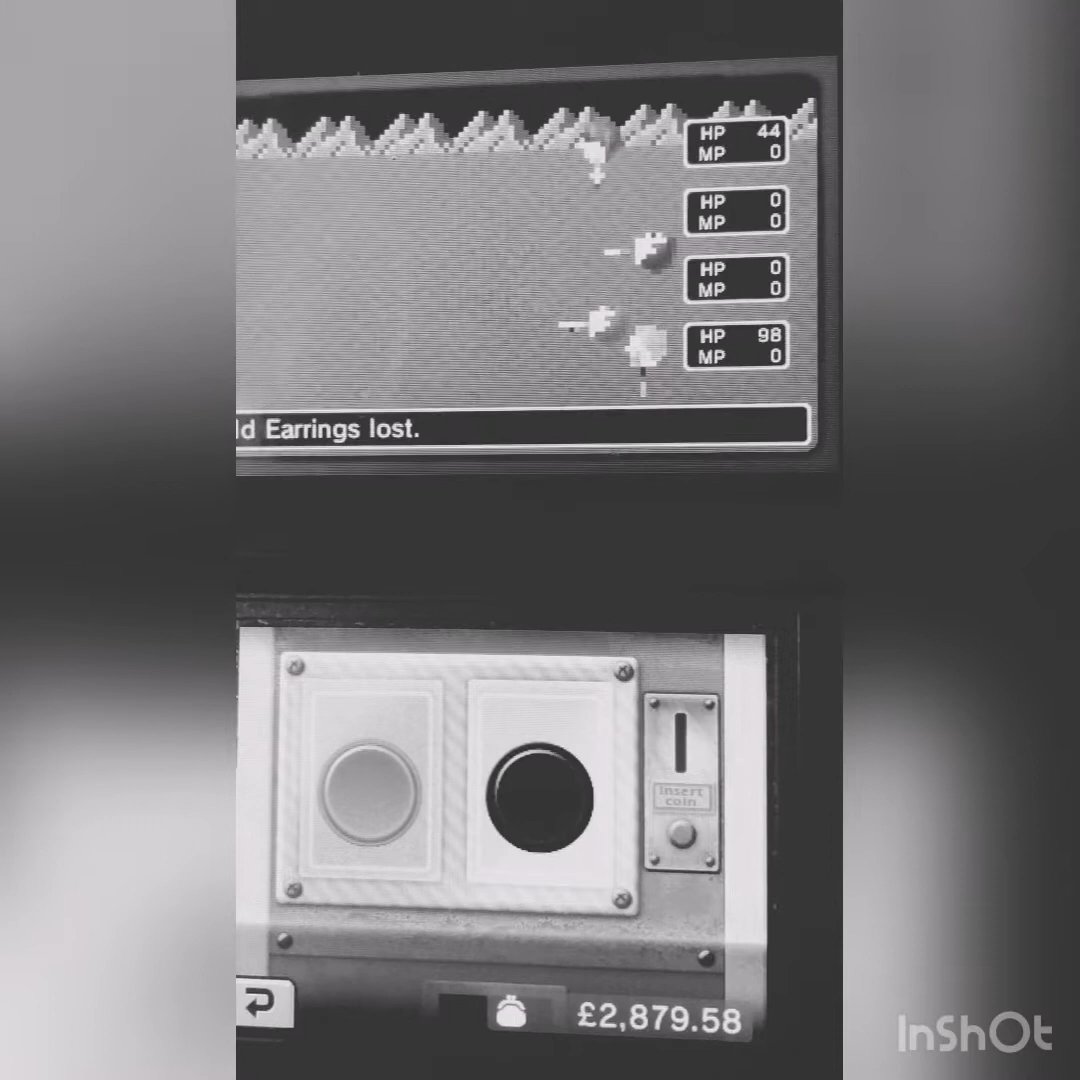 HP 44
MP 0
HP 0
MP 0
HP 0
MP 0
HP 98
MP 0
ld Earrings lost.
Insert
coin
£2,879.58
InShOt